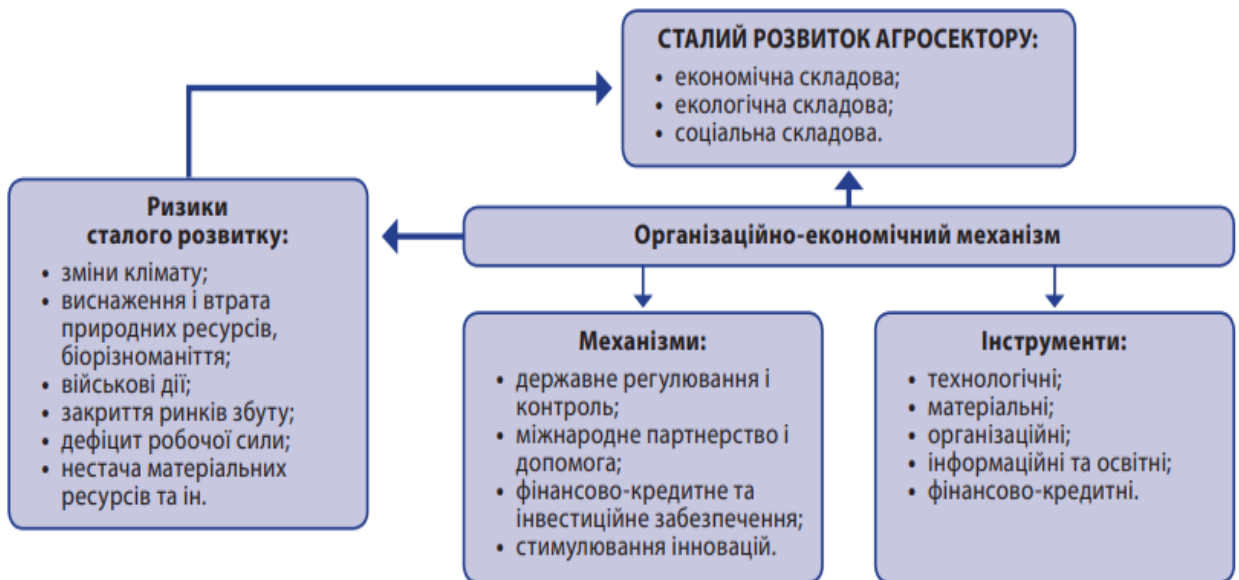 СТАЛИЙ РОЗВИТОК АГРОСЕКТОРУ:
• економічна складова;
• екологічна складова;
• соціальна складова.
Ризики
сталого розвитку:
• зміни клімату;
• виснаження і втрата
природних ресурсів,
біорізноманіття;
• військові дії;
• закриття ринків збуту;
• дефіцит робочої сили;
• нестача матеріальних
ресурсів та ін.
Організаційно-економічний механізм
Механізми:
• державне регулювання і
контроль;
• міжнародне партнерство і
допомога;
• фінансово-кредитне та
інвестиційне забезпечення;
• стимулювання інновацій.
Інструменти:
• технологічні;
• матеріальні;
• організаційні;
• інформаційні та освітні;
• фінансово-кредитні.